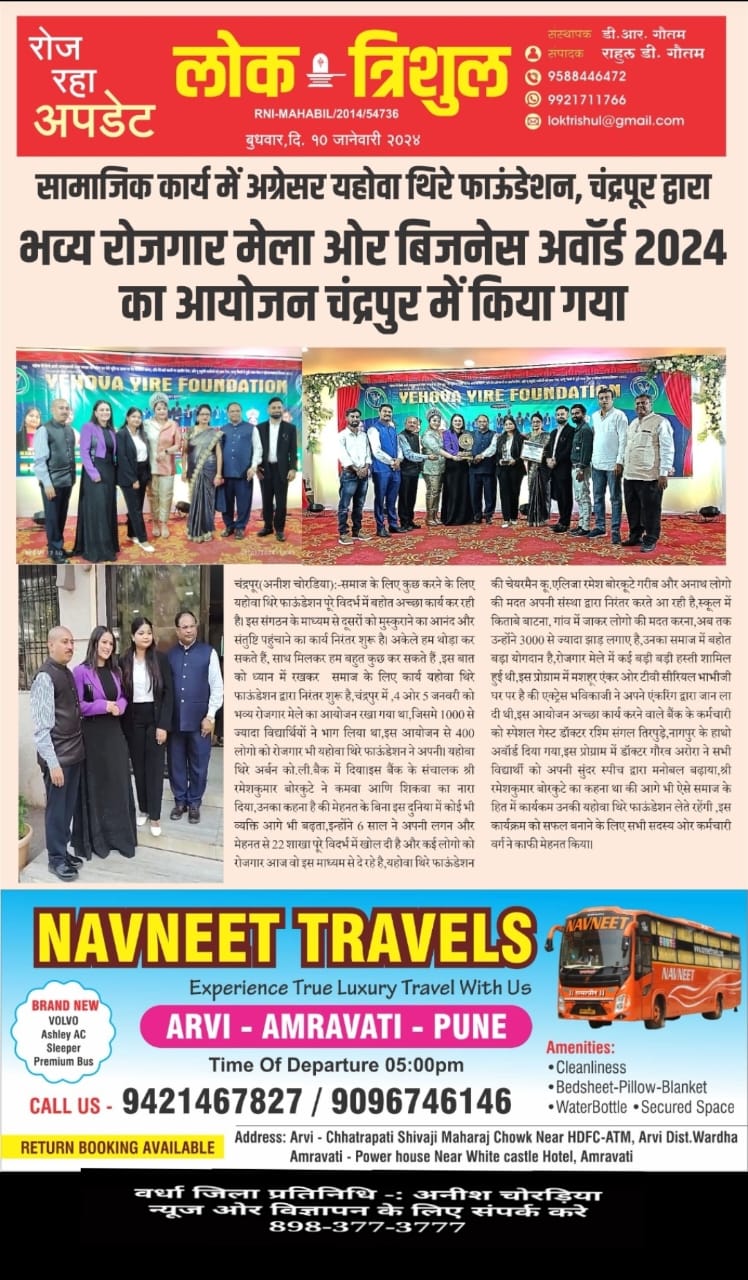 रोज
रहा
अपडेट
लोक त्रिशुल
RNI-MAHABIL/2014/54736
बुधवार,दि. १० जानेवारी २०२४
संस्थापक डी.आर. गौतम
संपादक राहुल डी. गौतम
9588446472
9921711766
loktrishul@gmail.com
सामाजिक कार्य में अग्रेसर यहोवा थिरे फाऊंडेशन, चंद्रपूर द्वारा
भव्य रोजगार मेला ओर बिजनेस अवॉर्ड 2024
का आयोजन चंद्रपुर में किया गया
YEHOVA YIRE FOUNDATION
YEHOVA YIRE FOUNDATION
चंद्रपूर(अनीश चोरडिया):-समाज के लिए कुछ करने के लिए
यहोवा थिरे फाऊंडेशन पूरे विदर्भ में बहोत अच्छा कार्य कर रही
है। इस संगठन के माध्यम से दूसरों को मुस्कुराने का आनंद और
संतुष्टि पहुंचाने का कार्य निरंतर शुरू है। अकेले हम थोड़ा कर
सकते हैं, साथ मिलकर हम बहुत कुछ कर सकते हैं ,इस बात
को ध्यान में रखकर समाज के लिए कार्य यहोवा थिरे
फाऊंडेशन द्वारा निरंतर शुरू है,चंद्रपुर में ,4 ओर 5 जनवरी को
भव्य रोजगार मेले का आयोजन रखा गया था,जिसमे 1000 से
ज्यादा विद्यार्थियों ने भाग लिया था,इस आयोजन से 400
लोगो को रोजगार भी यहोवा थिरे फाऊंडेशन ने अपनी। यहोवा
थिरे अर्बन को.ली.बैंक में दिया।इस बैंक के संचालक श्री
रमेशकुमार बोरकुटे ने कमवा आणि शिकवा का नारा
दिया,उनका कहना है की मेहनत के बिना इस दुनिया में कोई भी
व्यक्ति आगे भी बढ़ता,इन्होंने 6 साल ने अपनी लगन और
मेहनत से 22 शाखा पूरे विदर्भ में खोल दी है और कई लोगो को
रोजगार आज वो इस माध्यम से दे रहे है,यहोवा थिरे फाऊंडेशन
की चेयरमैन कू.एलिजा रमेश बोरकूटे गरीब और अनाथ लोगो
की मदत अपनी संस्था द्वारा निरंतर करते आ रही है,स्कूल में
किताबे बाटना, गांव में जाकर लोगो की मदत करना,अब तक
उन्होंने 3000 से ज्यादा झाड़ लगाए है,उनका समाज में बहोत
बड़ा योगदान है,रोजगार मेले में कई बड़ी बड़ी हस्ती शामिल
हुई थी,इस प्रोग्राम में मशहूर एंकर ओर टीवी सीरियल भाभीजी
घर पर है की एक्ट्रेस भविकाजी ने अपने एंकरिंग द्वारा जान ला
दी थी,इस आयोजन अच्छा कार्य करने वाले बैंक के कर्मचारी
को स्पेशल गेस्ट डॉक्टर रश्मि संगल तिरपुड़े,नागपुर के हाथो
अवॉर्ड दिया गया,इस प्रोग्राम में डॉक्टर गौरव अरोरा ने सभी
विद्यार्थी को अपनी सुंदर स्पीच द्वारा मनोबल बढ़ाया,श्री
रमेशकुमार बोरकुटे का कहना था की आगे भी ऐसे समाज के
हित में कार्यकम उनकी यहोवा थिरे फाऊंडेशन लेते रहेंगी ,इस
कार्यक्रम को सफल बनाने के लिए सभी सदस्य ओर कर्मचारी
वर्ग ने काफी मेहनत किया।
NAVNEET TRAVELS
Experience True Luxury Travel With Us
ARVI - AMRAVATI - PUNE
Time Of Departure 05:00pm
BRAND NEW
VOLVO
Ashley AC
Sleeper
Premium Bus
CALL US - 9421467827 / 9096746146
NAVNEET
NAVNEET
Amenities:
•Cleanliness
•Bedsheet-Pillow-Blanket
•WaterBottle •Secured Space
RETURN BOOKING AVAILABLE
Address: Arvi - Chhatrapati Shivaji Maharaj Chowk Near HDFC-ATM, Arvi Dist.Wardha
Amravati - Power house Near White castle Hotel, Amravati
वर्धा जिला प्रतिनिधि -: अनीश चोरड़िया
न्यूज ओर विज्ञापन के लिए संपर्क करे
898-377-3777